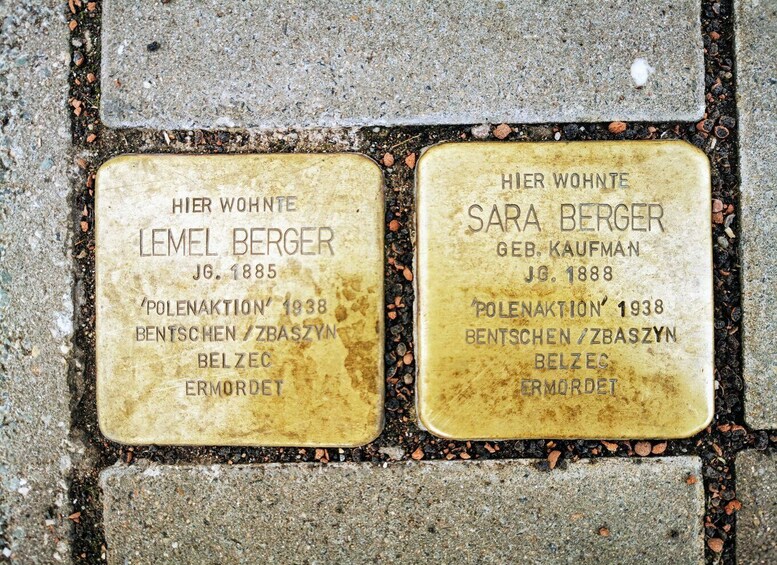 HIER WOHNTE
LEMEL BERGER
JG. 1885
'POLENAKTION' 1938
BENTSCHEN/ZBASZYN
BELZEC
ERMORDET
HIER WOHNTE
SARA BERGER
GEB. KAUFMAN
JG. 1888
'POLENAKTION' 1938
BENTSCHEN/ZBASZYN
BELZEC
ERMORDET